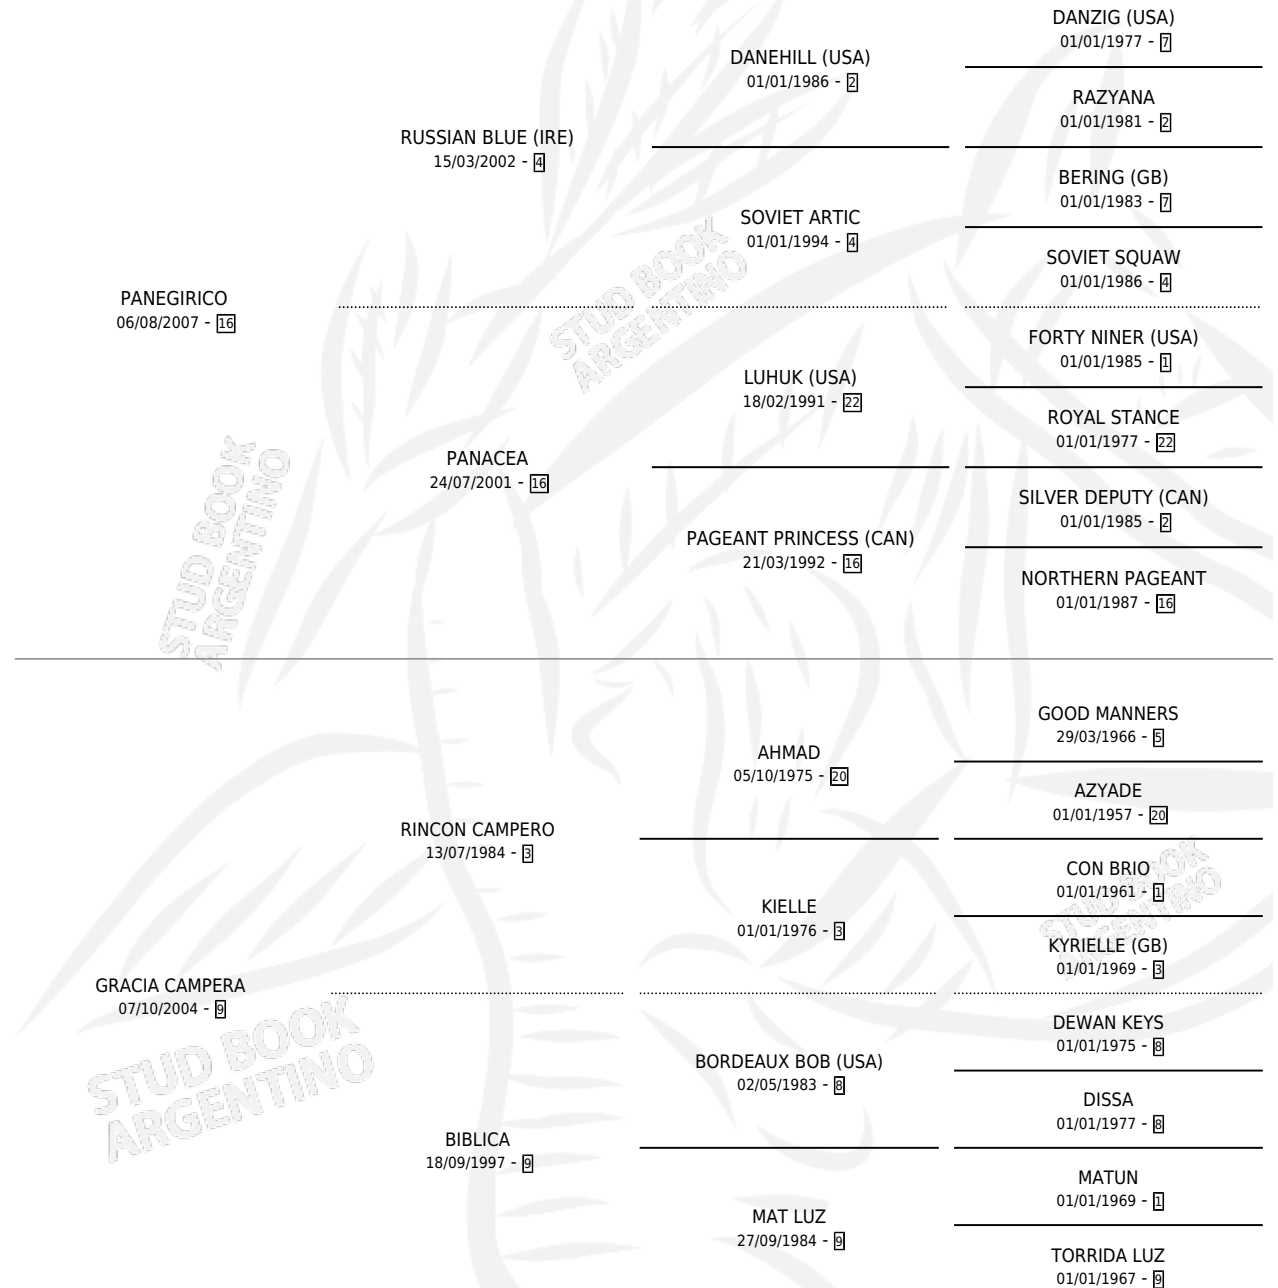 DANZIG (USA)
01/01/1977 - 7
DANEHILL (USA)
01/01/1986 - 2
RAZYANA
01/01/1981 - 2
RUSSIAN BLUE (IRE)
15/03/2002 - 4
BERING (GB)
01/01/1983 - 7
SOVIET ARTIC
01/01/1994 - 4
SOVIET SQUAW
01/01/1986 - 4
PANEGIRICO
06/08/2007 - 16
FORTY NINER (USA)
01/01/1985 - 1
LUHUK (USA)
18/02/1991 - 22
ROYAL STANCE
01/01/1977 - 22
PANACEA
24/07/2001 - 16
SILVER DEPUTY (CAN)
01/01/1985 - 2
PAGEANT PRINCESS (CAN)
21/03/1992 - 16
NORTHERN PAGEANT
01/01/1987 - 16
GOOD MANNERS
29/03/1966 - 5
AHMAD
05/10/1975 - 20
AZYADE
01/01/1957 - 20
RINCON CAMPERO
13/07/1984 - 3
CON BRIO
01/01/1961 - 1
KIELLE
01/01/1976 - 3
KYRIELLE (GB)
01/01/1969 - 3
GRACIA CAMPERA
07/10/2004 - 9
DEWAN KEYS
01/01/1975 - 8
BORDEAUX BOB (USA)
02/05/1983 - 8
DISSA
01/01/1977 - 8
BIBLICA
18/09/1997 - 9
MATUN
01/01/1969 - 1
MAT LUZ
27/09/1984 - 9
TORRIDA LUZ
01/01/1967 - 9
STUD BOOK
ARGENTINO
STUD BOOK
ARGENTINO
STUD BOOK
ARGENTINO
STUD BOOK
ARGENTINO